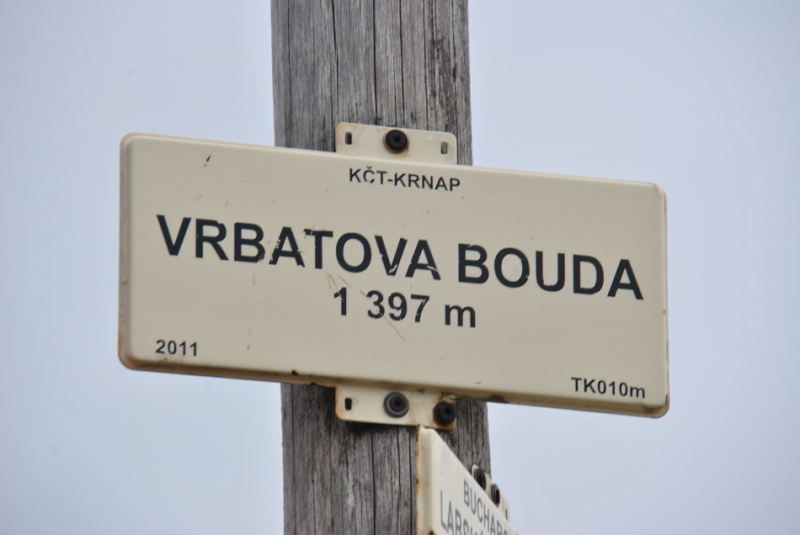 KČT-KRNAP
VRBATOVA BOUDA
1 397 m
2011
TK010m